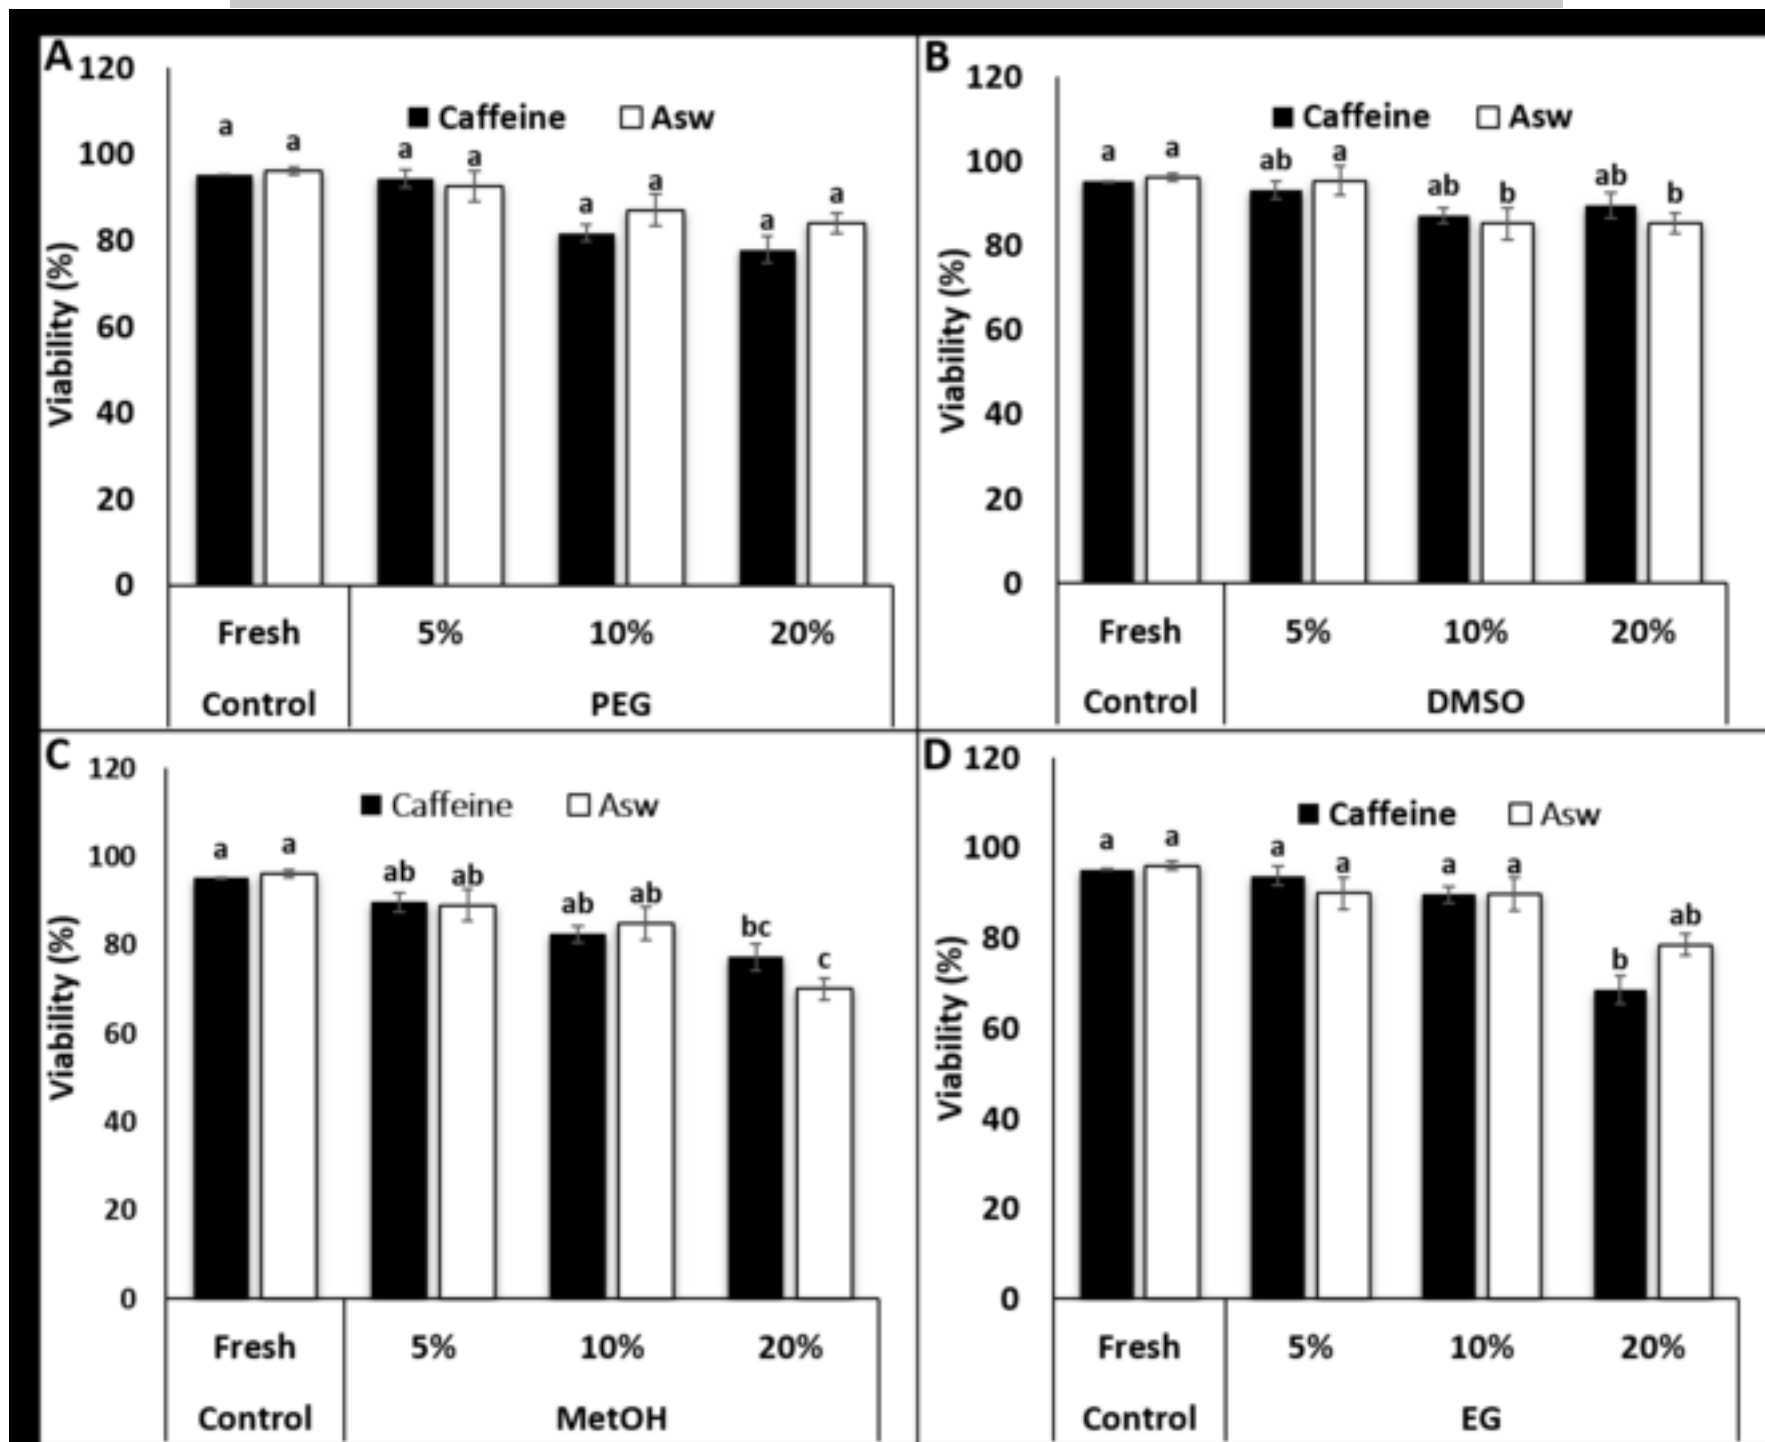 A
120
Caffeine Asw
a a a a a a a a
100
80
60
40
20
0
Viability (%)
Fresh 5% 10% 20%
Control PEG
B
120
Caffeine Asw
a a ab a ab b ab b
100
80
60
40
20
0
Viability (%)
Fresh 5% 10% 20%
Control DMSO
C
120
Caffeine Asw
a a ab ab ab ab bc c
100
80
60
40
20
0
Viability (%)
Fresh 5% 10% 20%
Control MetOH
D
120
Caffeine Asw
a a a a a a b ab
100
80
60
40
20
0
Viability (%)
Fresh 5% 10% 20%
Control EG